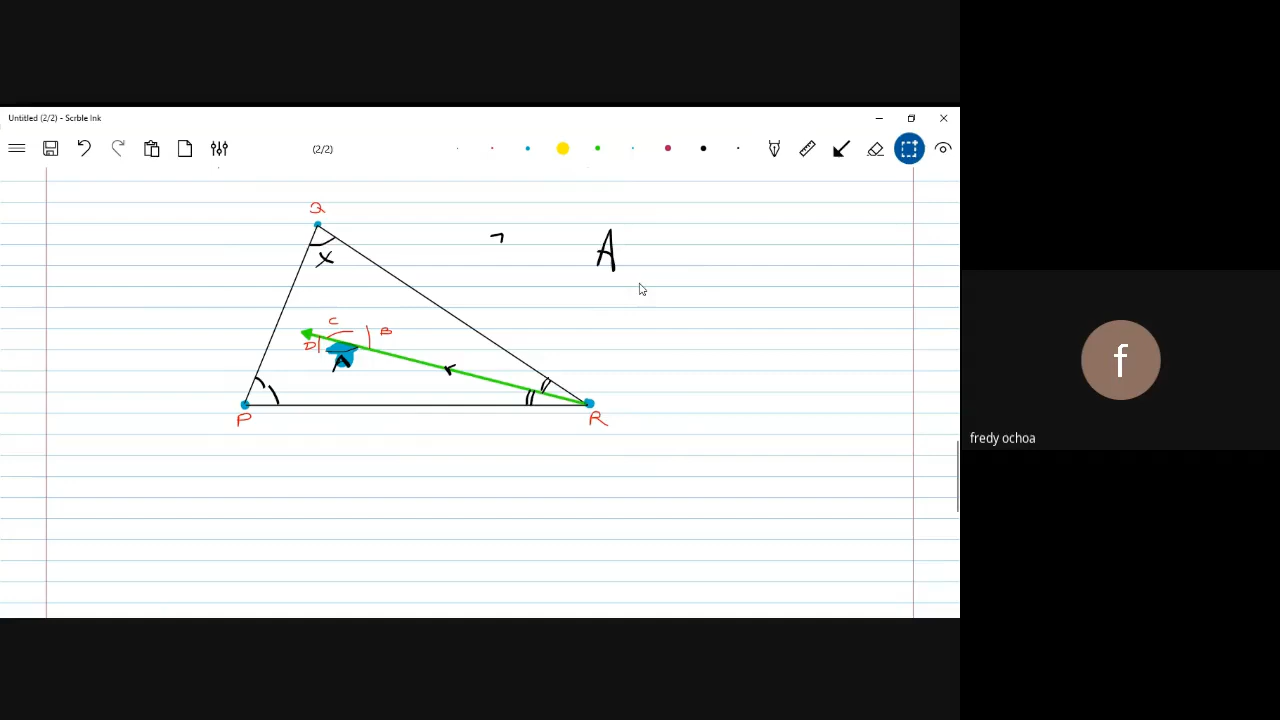 Untitled (2/2) - Scrble Ink
(2/2)
Q
X
A
C
B
D
A
P
R
f
fredy ochoa